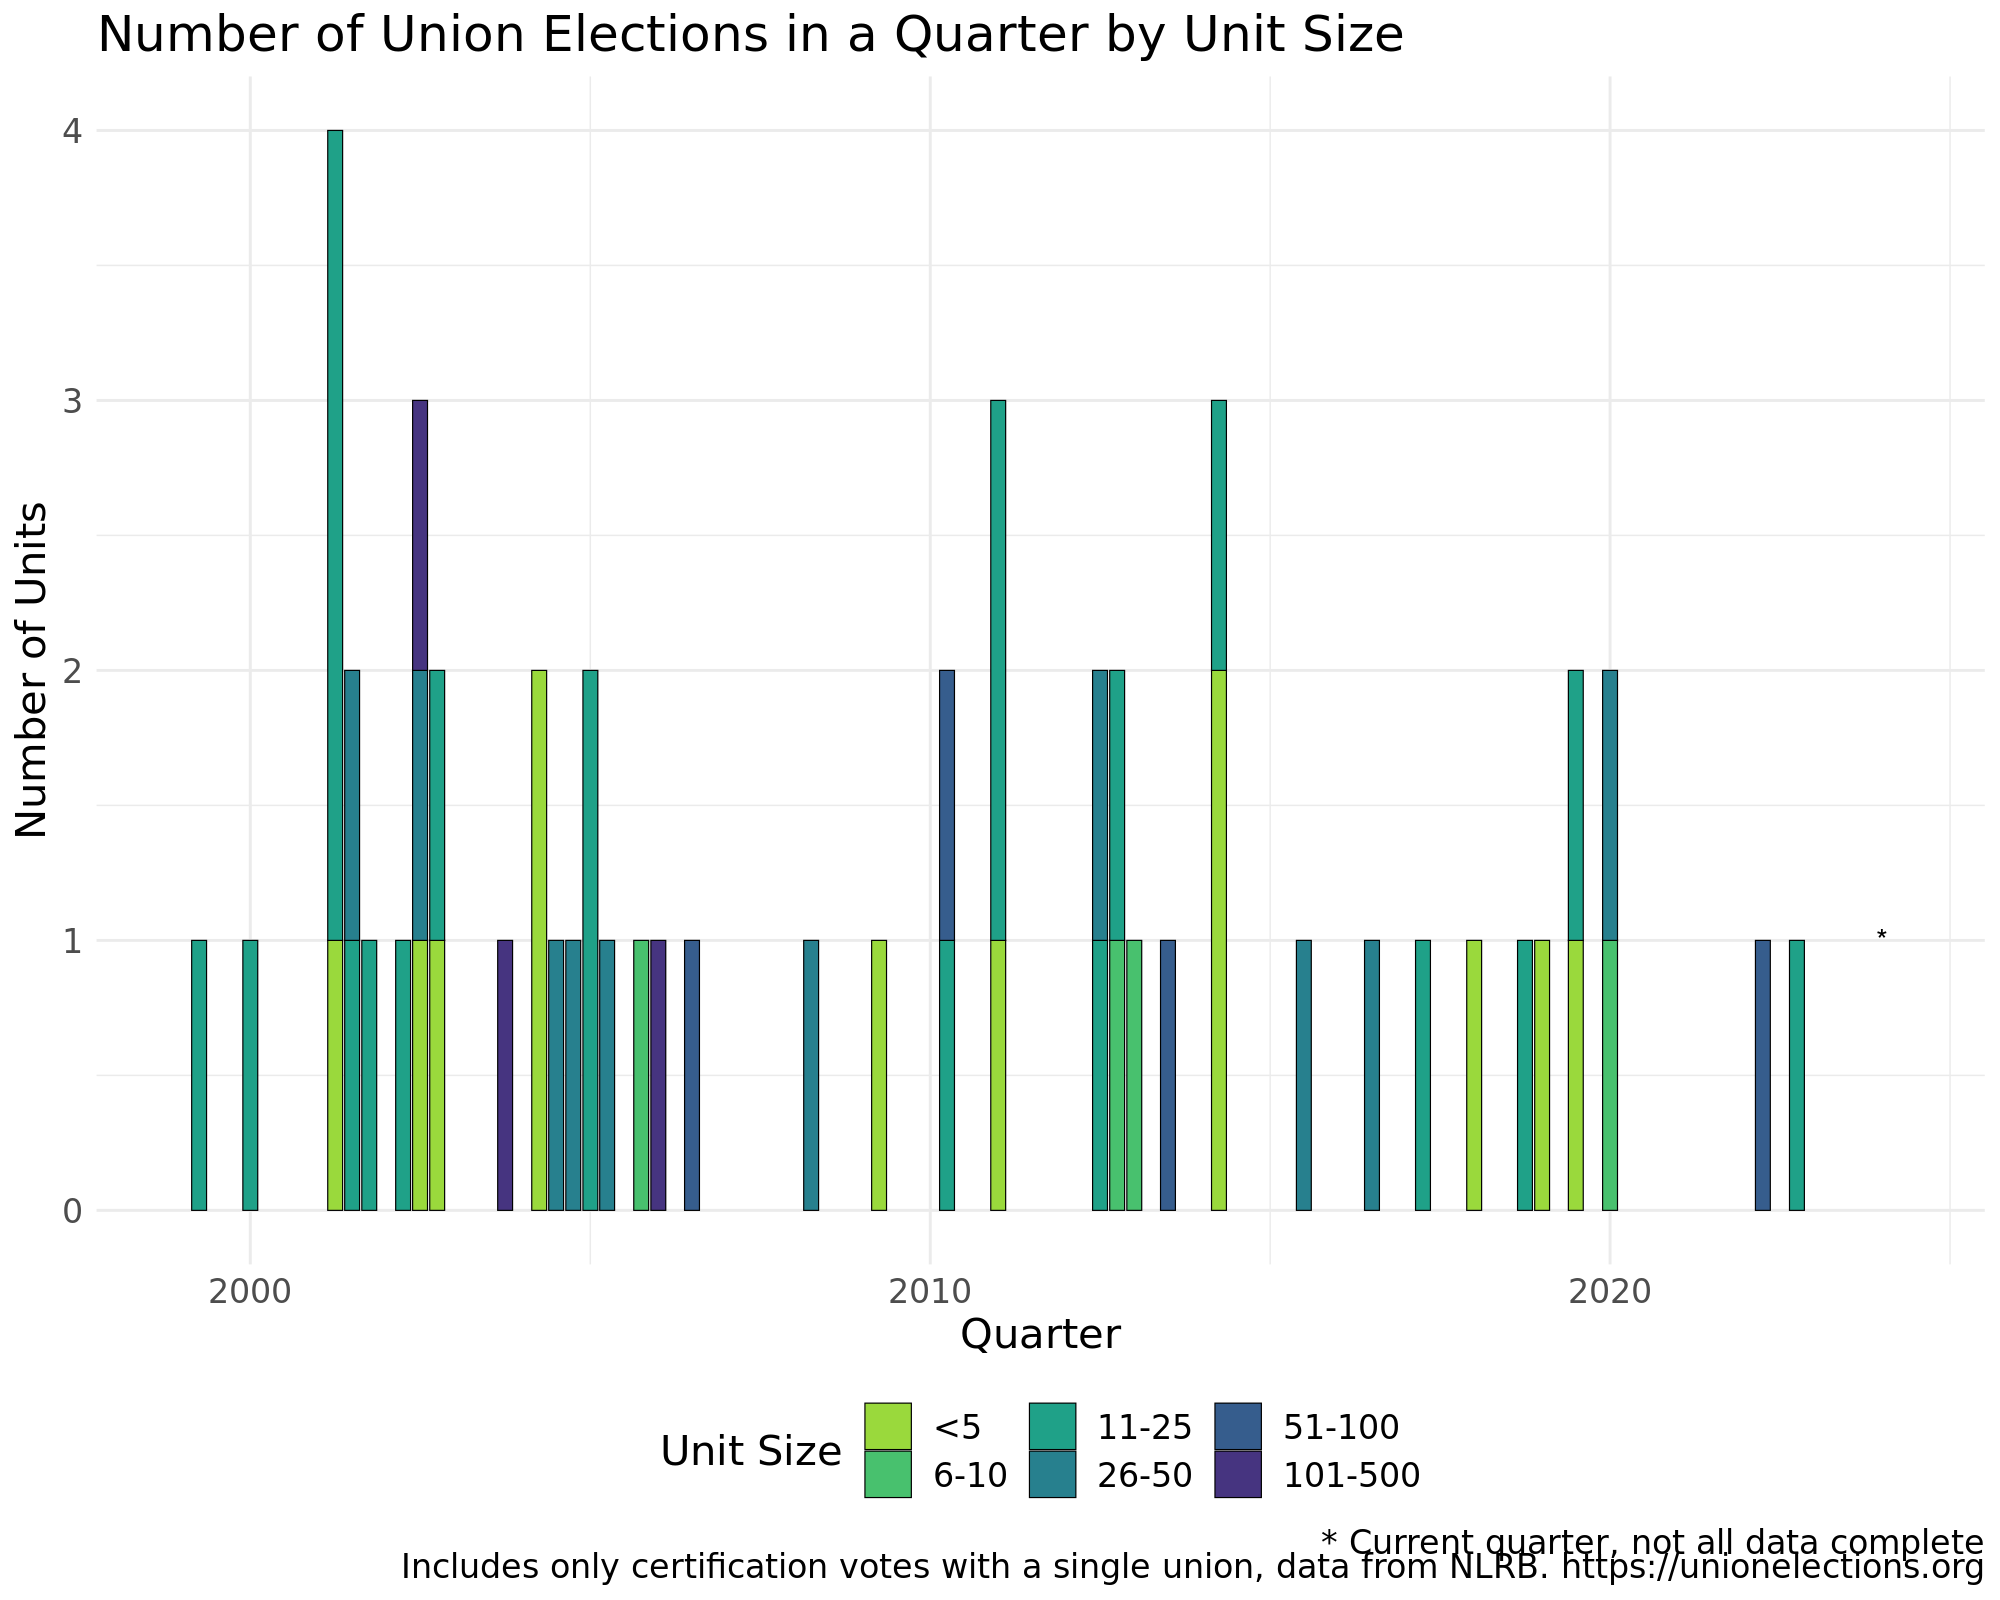 Number of Union Elections in a Quarter by Unit Size
Number of Units
4
3
2
1
0
*
2000 2010 2020
Quarter
Unit Size
<5 11-25 51-100
6-10 26-50 101-500
* Current quarter, not all data complete
Includes only certification votes with a single union, data from NLRB. https://unionelections.org